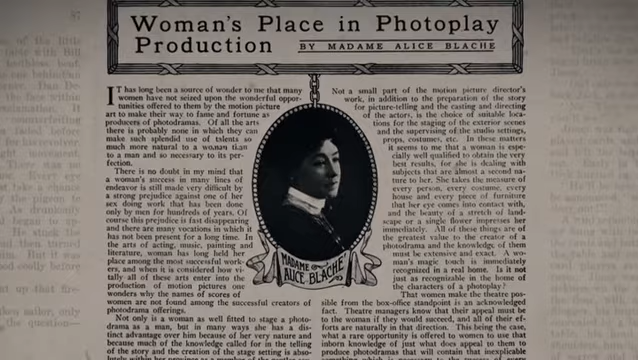 Woman's Place in Photoplay
Production BY MADAME ALICE BLACHE
IT has long been a source of wonder to me that many
women have not seized upon the wonderful oppor-
tunities offered to them by the motion picture
art to make their way to fame and fortune as
producers of photodramas. Of all the arts
there is probably none in which they can
make such splendid use of talents so
much more natural to a woman than
to a man and so necessary to its per-
fection.
There is no doubt in my mind that
a woman's success in many lines of
endeavor is still made very difficult by
a strong prejudice against one of her
sex doing work that has been done
only by men for hundreds of years. Of
course this prejudice is fast disappearing
and there are many vocations in which it
has not been present for a long time. In
the arts of acting, music, painting and
literature, woman has long held her
place among the most successful work-
ers, and when it is considered how vi-
tally all of these arts enter into the
production of motion pictures one
wonders why the names of scores of
women are not found among the successful creators of
photodrama offerings.
Not only is a woman as well fitted to stage a photo-
drama as a man, but in many ways she has a dis-
tinct advantage over him because of her very nature and
because much of the knowledge called for in the telling
of the story and the creation of the stage setting is abso-
MADAME
ALICE BLACHÉ
Not a small part of the motion picture director's
work, in addition to the preparation of the story
for picture-telling and the casting and directing
of the actors, is the choice of suitable loca-
tions for the staging of the exterior scenes
and the supervising of the studio settings,
props, costumes, etc. In these matters
it seems to me that a woman is espe-
cially well qualified to obtain the very
best results, for she is dealing with
subjects that are almost a second na-
ture to her. She takes the measure of
every person, every costume, every
house and every piece of furniture
that her eye comes into contact with,
and the beauty of a stretch of land-
scape or a single flower impresses her
immediately. All of these things are of
the greatest value to the creator of a
photodrama and the knowledge of them
must be extensive and exact. A wo-
man's magic touch is immediately
recognized in a real home. Is it not
just as recognizable in the home of
the characters of a photoplay?
That women make the theatre pos-
sible from the box-office standpoint is an acknowledged
fact. Theatre managers know that their appeal must be
to the woman if they would succeed, and all of their ef-
forts are naturally in that direction. This being the case,
what a rare opportunity is offered to women to use that
inborn knowledge of just what does appeal to them to
produce photodramas that will contain that inexplicable